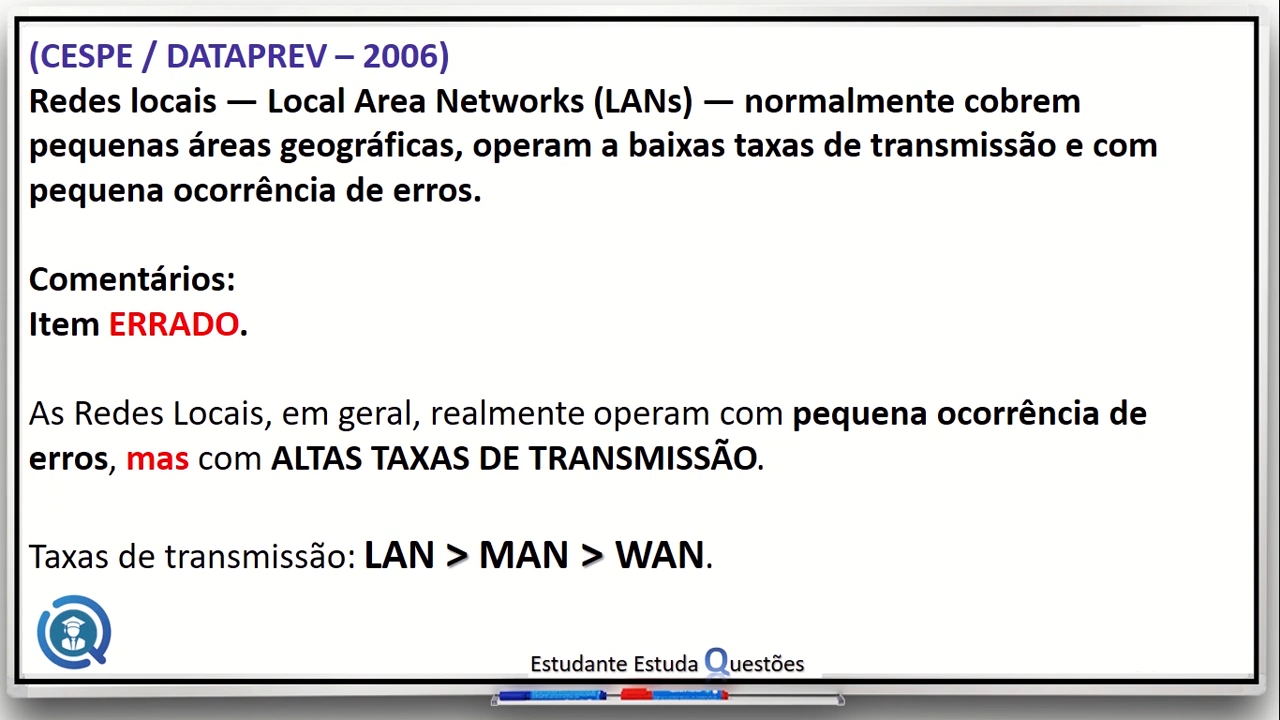 (CESPE / DATAPREV – 2006)
Redes locais — Local Area Networks (LANs) — normalmente cobrem
pequenas áreas geográficas, operam a baixas taxas de transmissão e com
pequena ocorrência de erros.
Comentários:
Item ERRADO.
As Redes Locais, em geral, realmente operam com pequena ocorrência de
erros, mas com ALTAS TAXAS DE TRANSMISSÃO.
Taxas de transmissão: LAN > MAN > WAN.
Estudante Estuda Questões